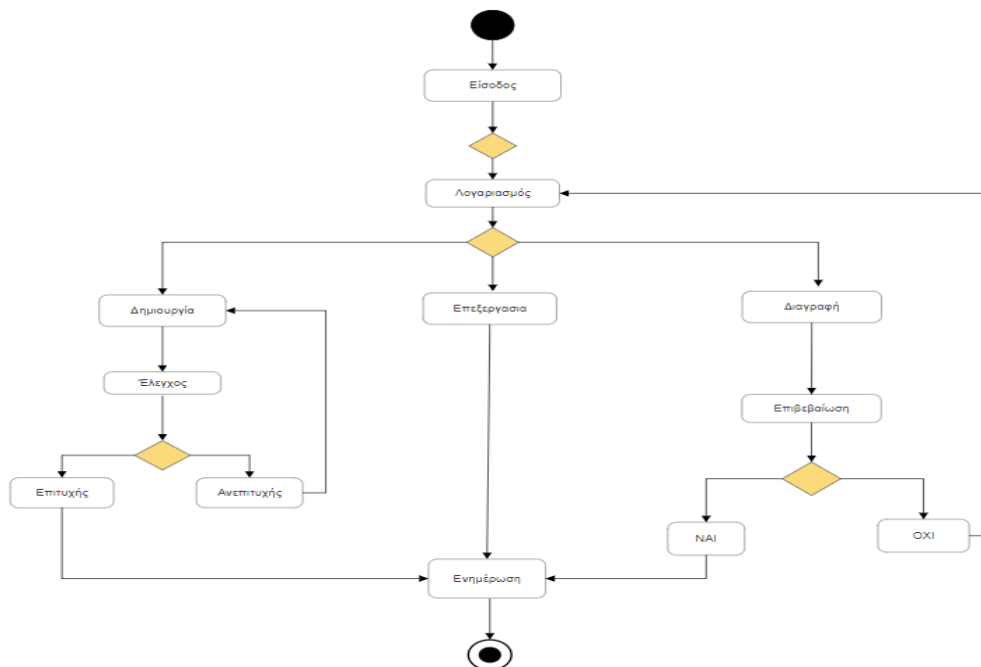 Είσοδος
Λογαριασμός
Δημιουργία
Επεξεργασια
Διαγραφή
Έλεγχος
Επιβεβαίωση
Επιτυχής
Ανεπιτυχής
ΝΑΙ
ΟΧΙ
Ενημέρωση